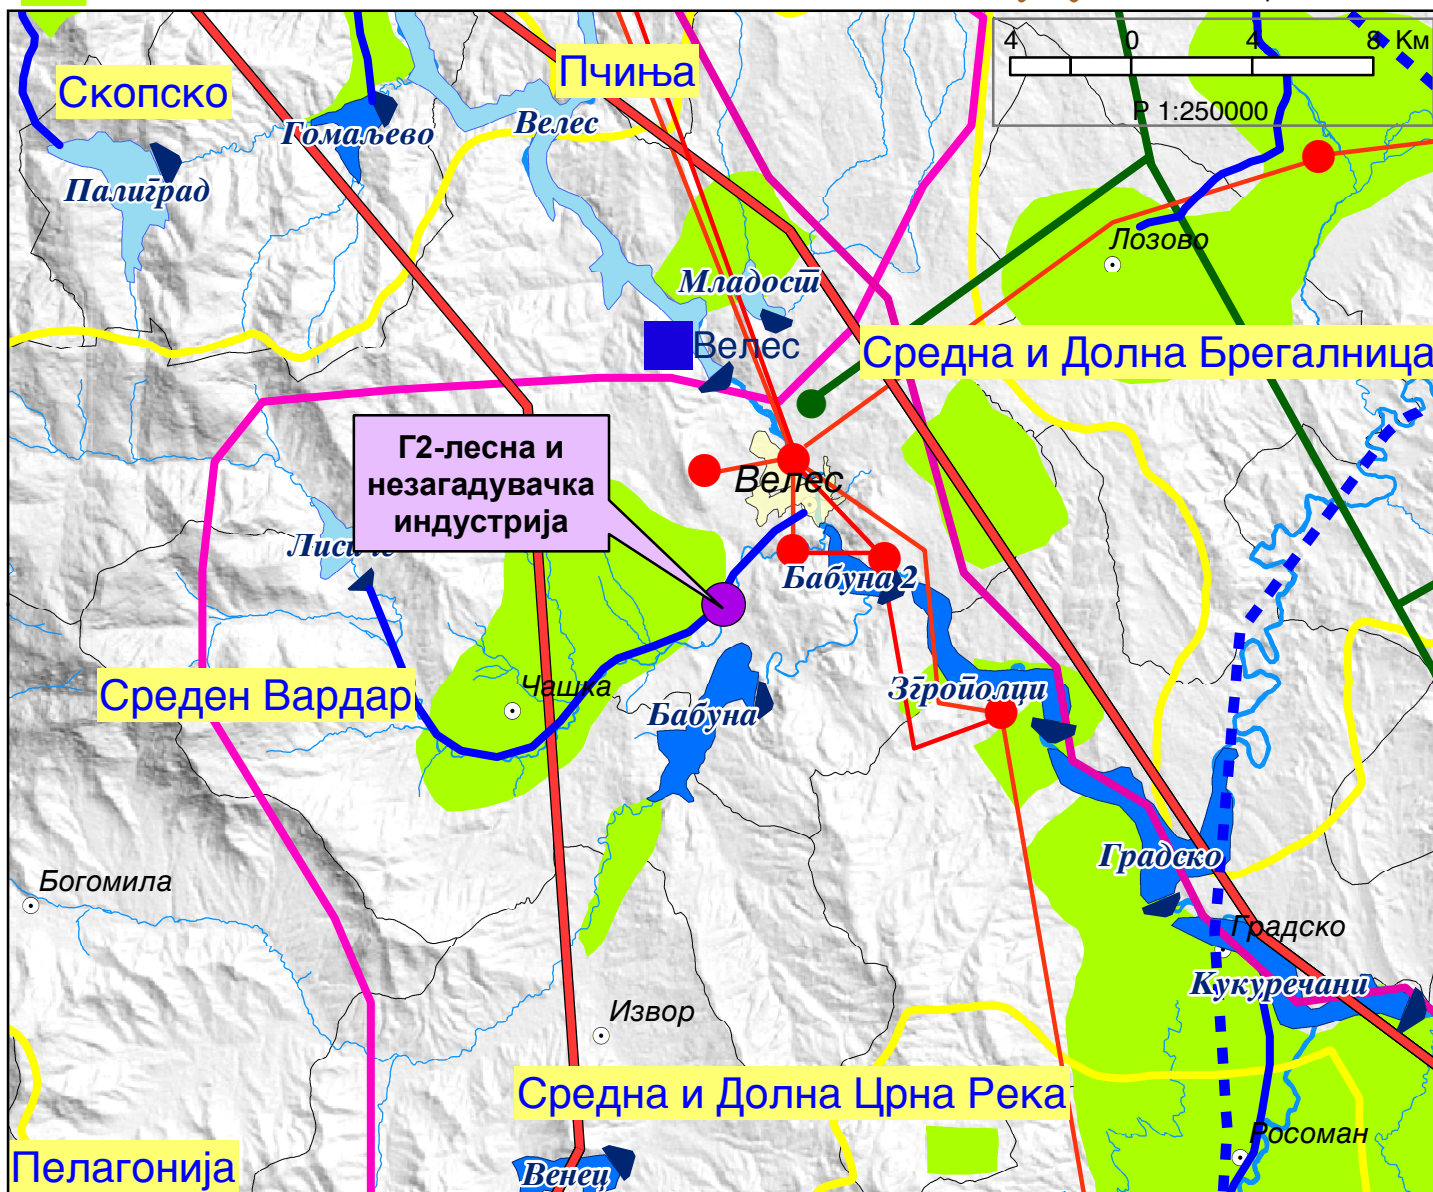 4 0 4 8 Км
Р 1:250000
Скопско
Пчиња
Гомаљево
Велес
Палиград
Лозово
Младост
Велес
Средна и Долна Брегалница
Г2-лесна и
незагадувачка
индустрија
Велес
Бабуна 2
Среден Вардар
Чашка
Бабуна
Згрополци
Градско
Богомила
Градско
Кукуречани
Извор
Средна и Долна Црна Река
Росоман
Пелагонија
Венец